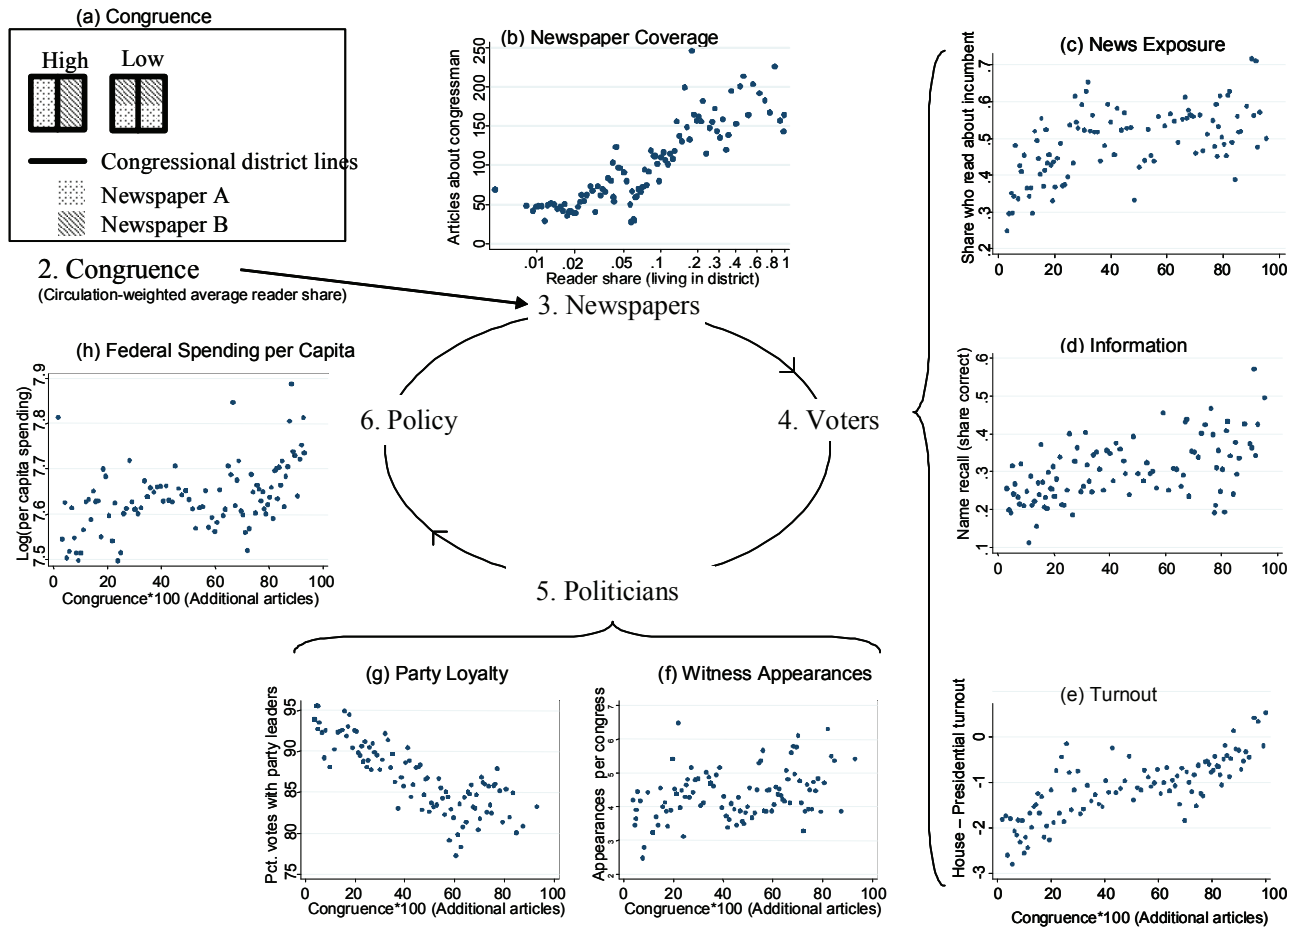 (a) Congruence
High
Low
Congressional district lines
Newspaper A
Newspaper B
2. Congruence
(Circulation-weighted average reader share)
(b) Newspaper Coverage
Articles about congressman
250
200
150
100
50
0
.01 .02 .05 .1 .2 .3 .4 .6 .8 1
Reader share (living in district)
3. Newspapers
4. Voters
5. Politicians
6. Policy
(c) News Exposure
Share who read about incumbent
.7
.6
.5
.4
.3
.2
0 20 40 60 80 100
(d) Information
Name recall (share correct)
.6
.5
.4
.3
.2
.1
0 20 40 60 80 100
(e) Turnout
House – Presidential turnout
0
-1
-2
-3
0 20 40 60 80 100
Congruence*100 (Additional articles)
(f) Witness Appearances
Appearances per congress
7
6
5
4
3
2
0 20 40 60 80 100
Congruence*100 (Additional articles)
(g) Party Loyalty
Pct. votes with party leaders
95
90
85
80
75
0 20 40 60 80 100
Congruence*100 (Additional articles)
(h) Federal Spending per Capita
Log(per capita spending)
7.9
7.8
7.7
7.6
7.5
0 20 40 60 80 100
Congruence*100 (Additional articles)